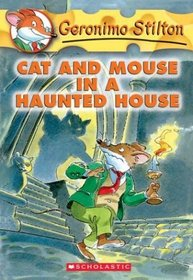 Geronimo Stilton
CAT AND MOUSE
IN A
HAUNTED HOUSE
SCHOLASTIC